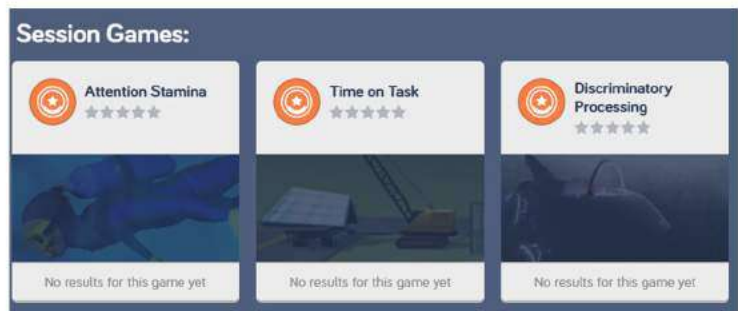 Session Games:
Attention Stamina
Time on Task
Discriminatory
Processing
No results for this game yet
No results for this game yet
No results for this game yet